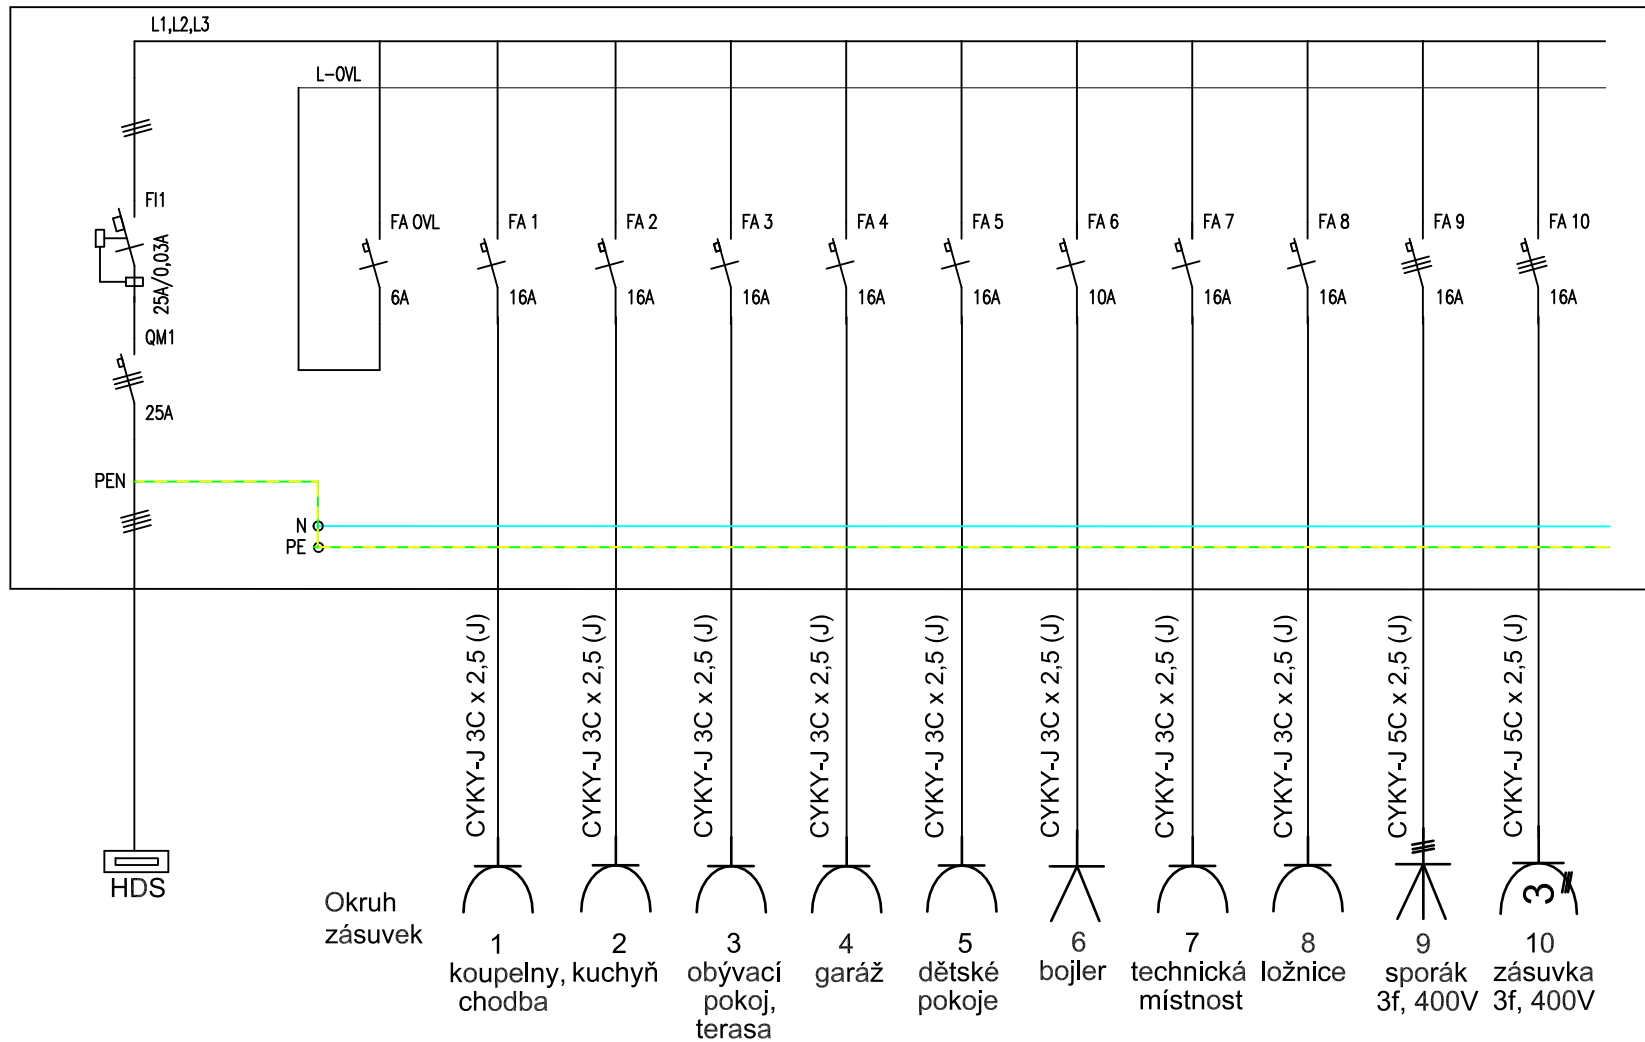 L1,L2,L3
L-OVL
FI1
25A/0,03A
QM1
25A
PEN
N
PE
FA OVL
6A
FA 1
16A
FA 2
16A
FA 3
16A
FA 4
16A
FA 5
16A
FA 6
10A
FA 7
16A
FA 8
16A
FA 9
16A
FA 10
16A
CYKY-J 3C x 2,5 (J)
CYKY-J 3C x 2,5 (J)
CYKY-J 3C x 2,5 (J)
CYKY-J 3C x 2,5 (J)
CYKY-J 3C x 2,5 (J)
CYKY-J 3C x 2,5 (J)
CYKY-J 3C x 2,5 (J)
CYKY-J 3C x 2,5 (J)
CYKY-J 5C x 2,5 (J)
CYKY-J 5C x 2,5 (J)
3
HDS
Okruh
zásuvek
1
koupelny,
chodba
2
kuchyň
3
obývací
pokoj,
terasa
4
garáž
5
dětské
pokoje
6
bojler
7
technická
místnost
8
ložnice
9
sporák
3f, 400V
10
zásuvka
3f, 400V